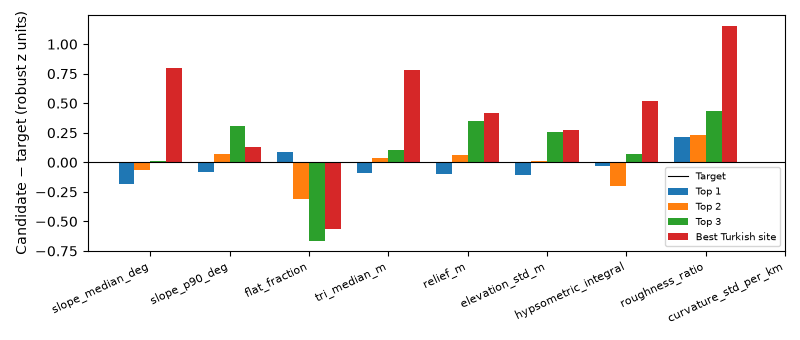 Candidate − target (robust z units)
1.00
0.75
0.50
0.25
0.00
−0.25
−0.50
−0.75
slope_median_deg
slope_p90_deg
flat_fraction
tri_median_m
relief_m
elevation_std_m
hypsometric_integral
roughness_ratio
curvature_std_per_km
Target
Top 1
Top 2
Top 3
Best Turkish site